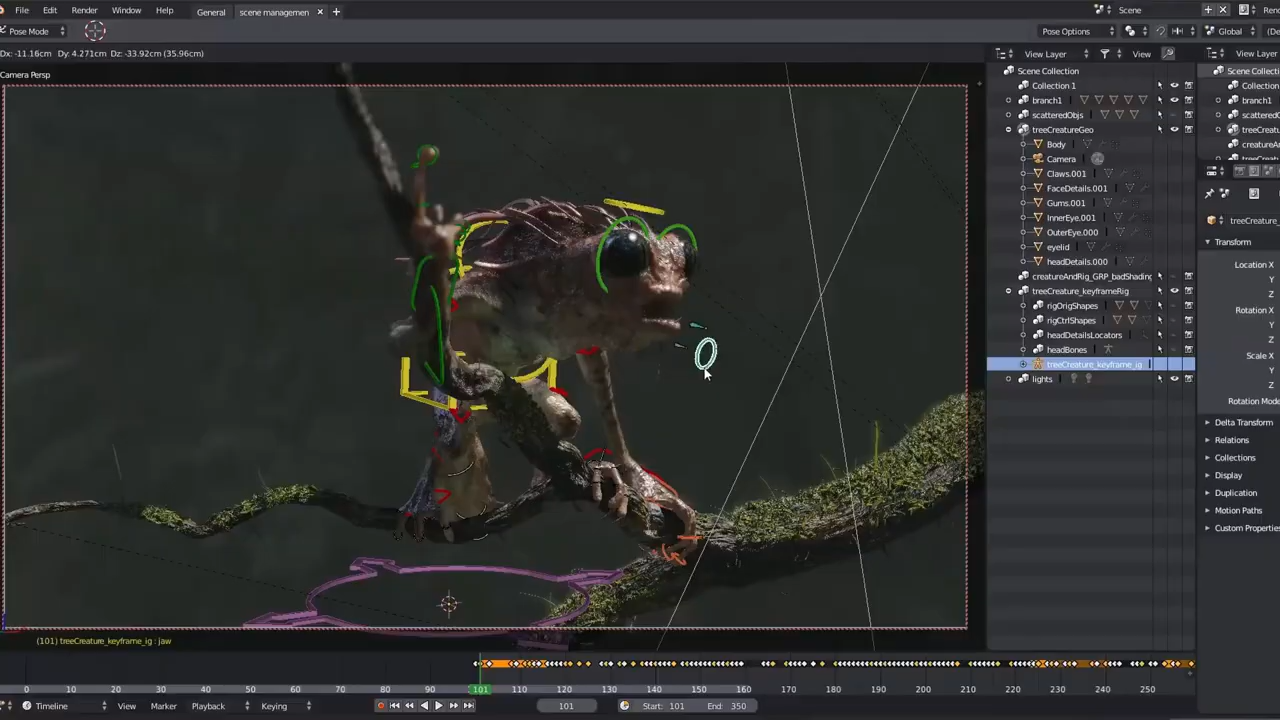 File Edit Render Window Help General scene managemen Scene
Pose Mode Pose Options Global
Dx: -11.16cm Dy: 4.271cm Dz: -33.92cm (35.96cm) View Layer View View Layer
Camera Persp
Scene Collection
Collection 1
branch1
scatteredObjs
treeCreatureGeo
Body
Camera
Claws.001
FaceDetails.001
Gums.001
InnerEye.001
OuterEye.000
eyelid
headDetails.000
creatureAndRig_GRP_badShading
treeCreature_keyframeRig
rigOrigShapes
rigCtrlShapes
headDetailsLocators
headBones
treeCreature_keyframe_ig
lights
Scene Collecti
Collection
branch1
scattered
treeCreatu
creatureA
treeCreature_
Transform
Location X
Y
Z
Rotation X
Y
Z
Scale X
Y
Z
Rotation Mode
Delta Transform
Relations
Collections
Display
Duplication
Motion Paths
Custom Properties
(101) treeCreature_keyframe_ig : jaw
0 10 20 30 40 50 60 70 80 90 101 110 120 130 140 150 160 170 180 190 200 210 220 230 240 250
Timeline View Marker Playback Keying 101 Start: 101 End: 350